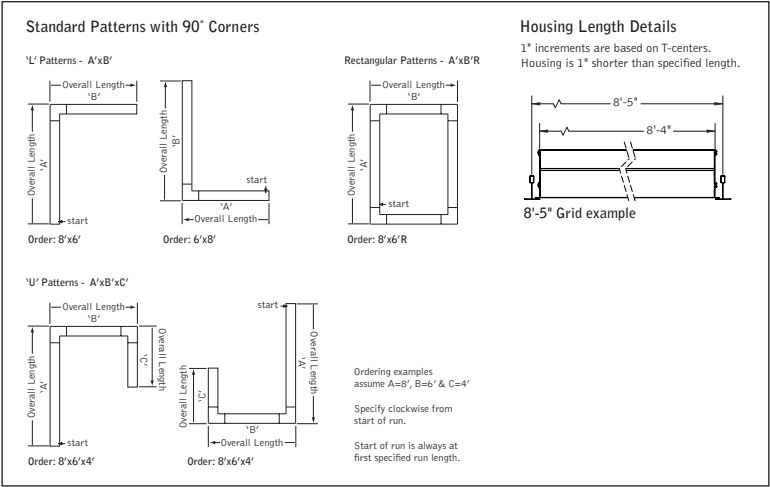 Standard Patterns with 90˚ Corners
‘L’ Patterns - A’xB’
Overall Length
‘B’
Overall Length
‘A’
start
Order: 8’x6’
Overall Length
‘B’
start
‘A’
Overall Length
Order: 6’x8’
Rectangular Patterns - A’xB’R
Overall Length
‘B’
Overall Length
‘A’
start
Order: 8’x6’R
Housing Length Details
1" increments are based on T-centers.
Housing is 1" shorter than specified length.
8'-5"
8'-4"
8'-5" Grid example
‘U’ Patterns - A’xB’xC’
Overall Length
‘B’
Overall Length
‘A’
‘C’
Overall Length
start
Order: 8’x6’x4’
start
Overall Length
‘C’
‘A’
Overall Length
‘B’
Overall Length
Order: 8’x6’x4’
Ordering examples
assume A=8’, B=6’ & C=4’
Specify clockwise from
start of run.
Start of run is always at
first specified run length.